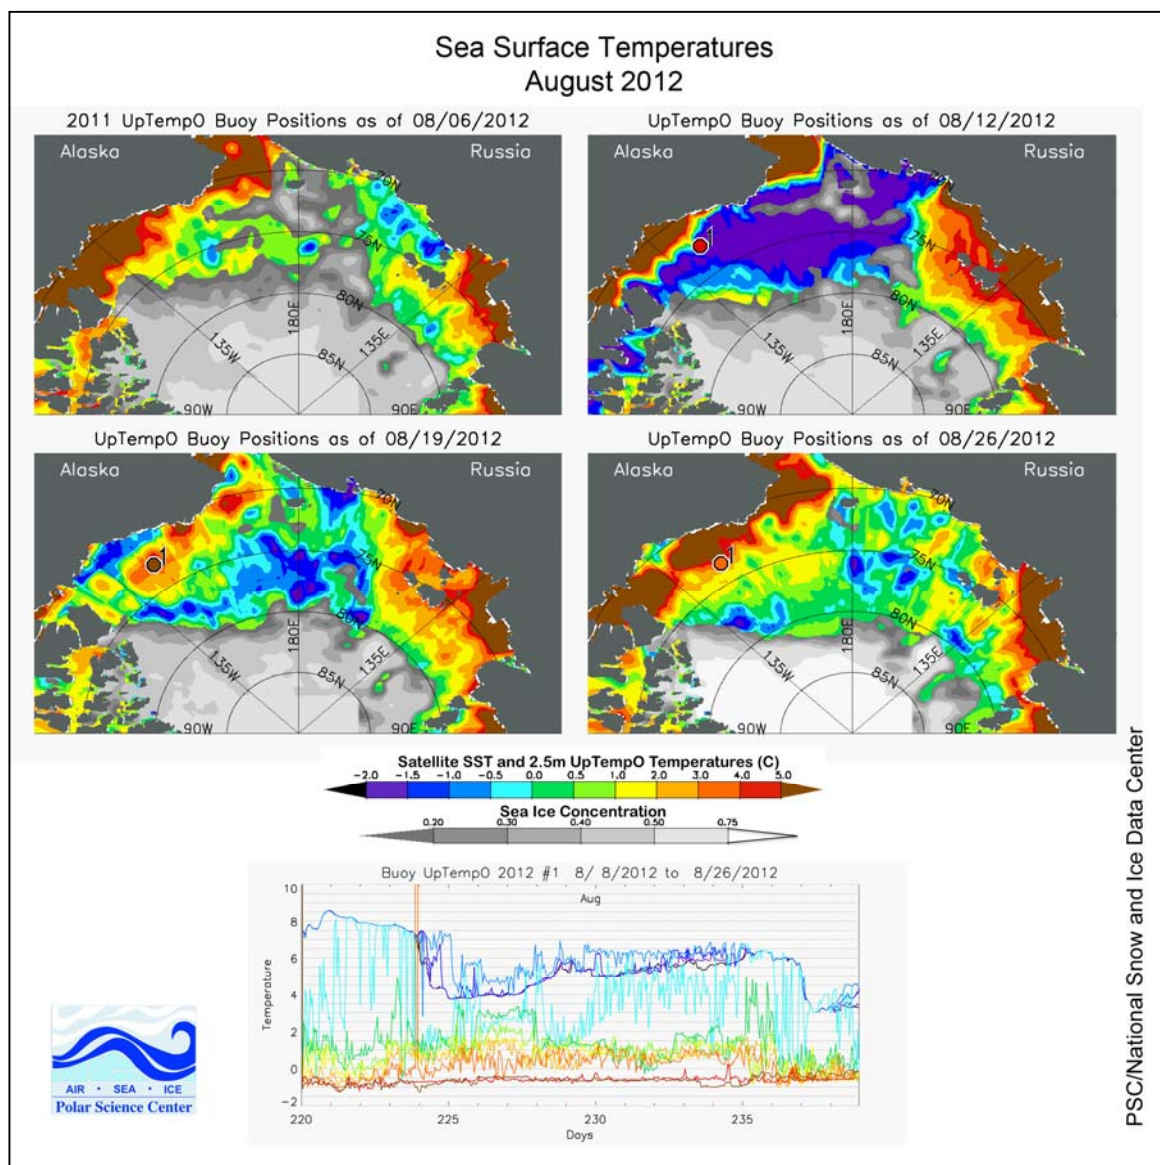 Sea Surface Temperatures
August 2012
2011 UpTempO Buoy Positions as of 08/06/2012
Alaska
Russia
70N
75N
80N
180E
135W
85N
135E
90W
90E
UpTempO Buoy Positions as of 08/12/2012
Alaska
Russia
70N
1
75N
80N
180E
135W
85N
135E
90W
90E
UpTempO Buoy Positions as of 08/19/2012
Alaska
Russia
70N
1
75N
80N
180E
135W
85N
135E
90W
90E
UpTempO Buoy Positions as of 08/26/2012
Alaska
Russia
70N
1
75N
80N
180E
135W
85N
135E
90W
90E
Satellite SST and 2.5m UpTempO Temperatures (C)
-2.0 -1.5 -1.0 -0.5 0.0 0.5 1.0 2.0 3.0 4.0 5.0
Sea Ice Concentration
0.20 0.30 0.40 0.50 0.75
Buoy UpTempO 2012 #1 8/ 8/2012 to 8/26/2012
Aug
10
8
6
4
2
0
-2
Temperature
220 225 230 235
Days
AIR • SEA • ICE
Polar Science Center
PSC/National Snow and Ice Data Center